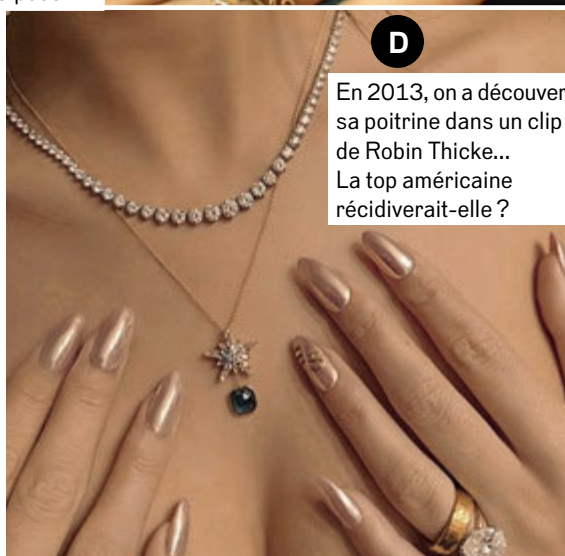 D
En 2013, on a découver
sa poitrine dans un clip
de Robin Thicke...
La top américaine
récidiverait-elle ?